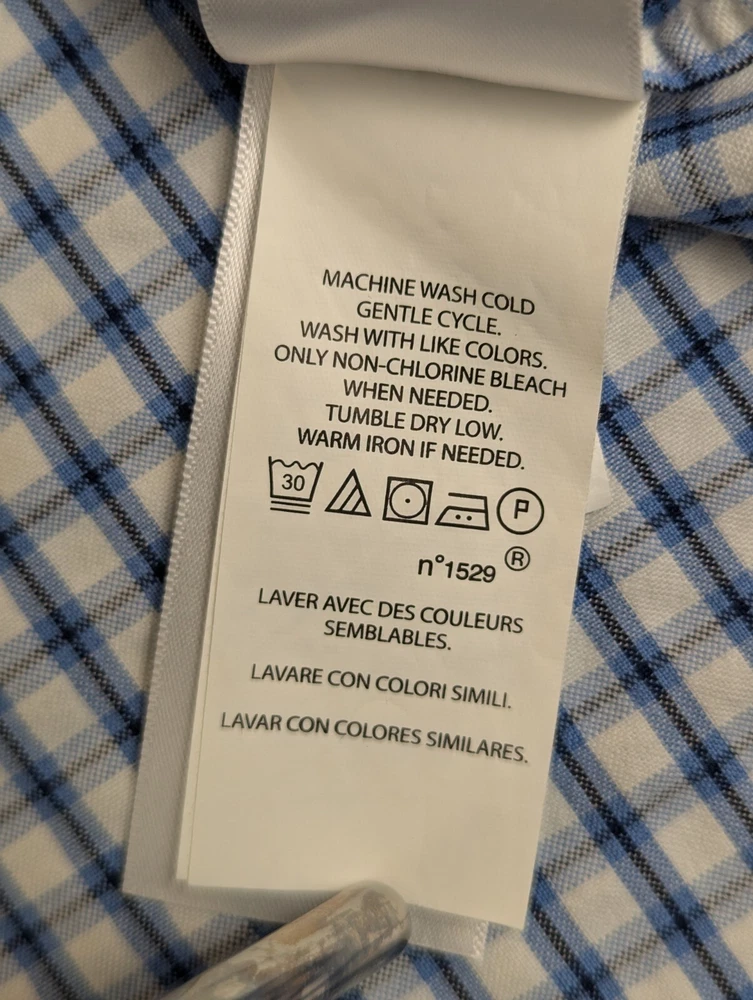 MACHINE WASH COLD
GENTLE CYCLE.
WASH WITH LIKE COLORS.
ONLY NON-CHLORINE BLEACH
WHEN NEEDED.
TUMBLE DRY LOW.
WARM IRON IF NEEDED.
30 P
n°1529 ®
LAVER AVEC DES COULEURS
SEMBLABLES.
LAVARE CON COLORI SIMILI.
LAVAR CON COLORES SIMILARES.